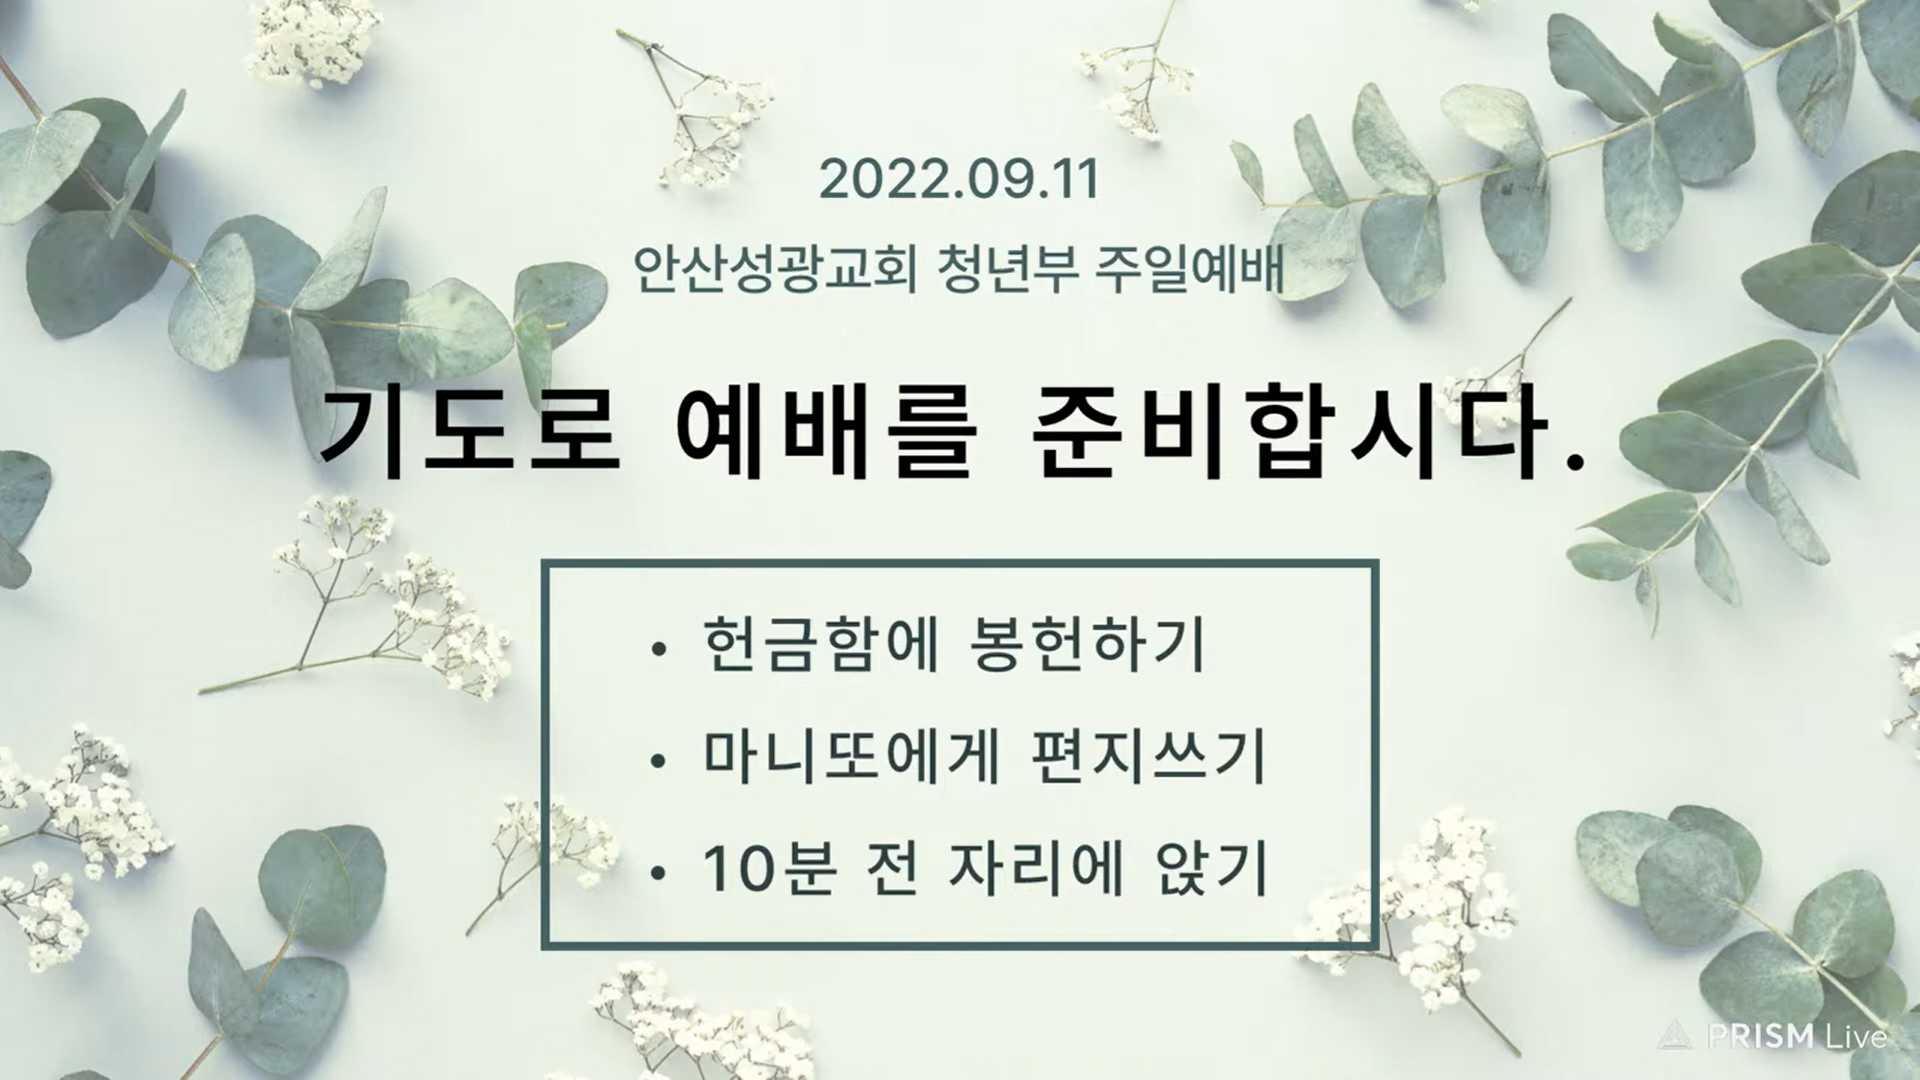 2022.09.11
안산성광교회 청년부 주일예배
기도로 예배를 준비합시다.
• 헌금함에 봉헌하기
• 마니또에게 편지쓰기
• 10분 전 자리에 앉기
PRISM Live